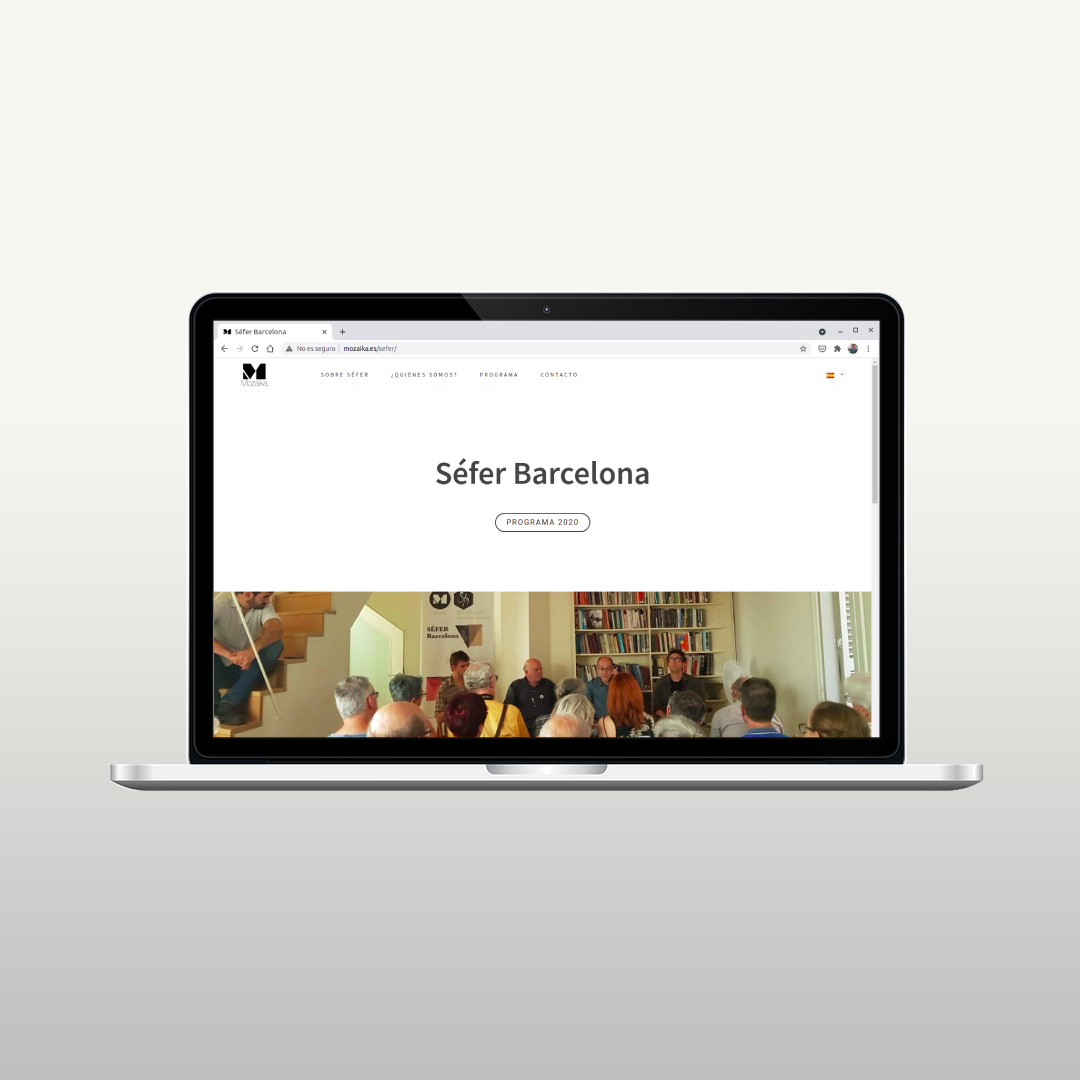 Séfer Barcelona
No es seguro mozaika.es/sefer/
Mozaika.
SOBRE SÉFER ¿QUIÉNES SOMOS? PROGRAMA CONTACTO
Séfer Barcelona
PROGRAMA 2020
SÉFER
Barcelona